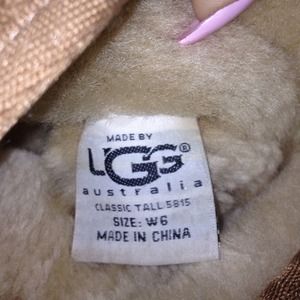 MADE BY
UGG®
australia
CLASSIC TALL 5815
SIZE: W6
MADE IN CHINA